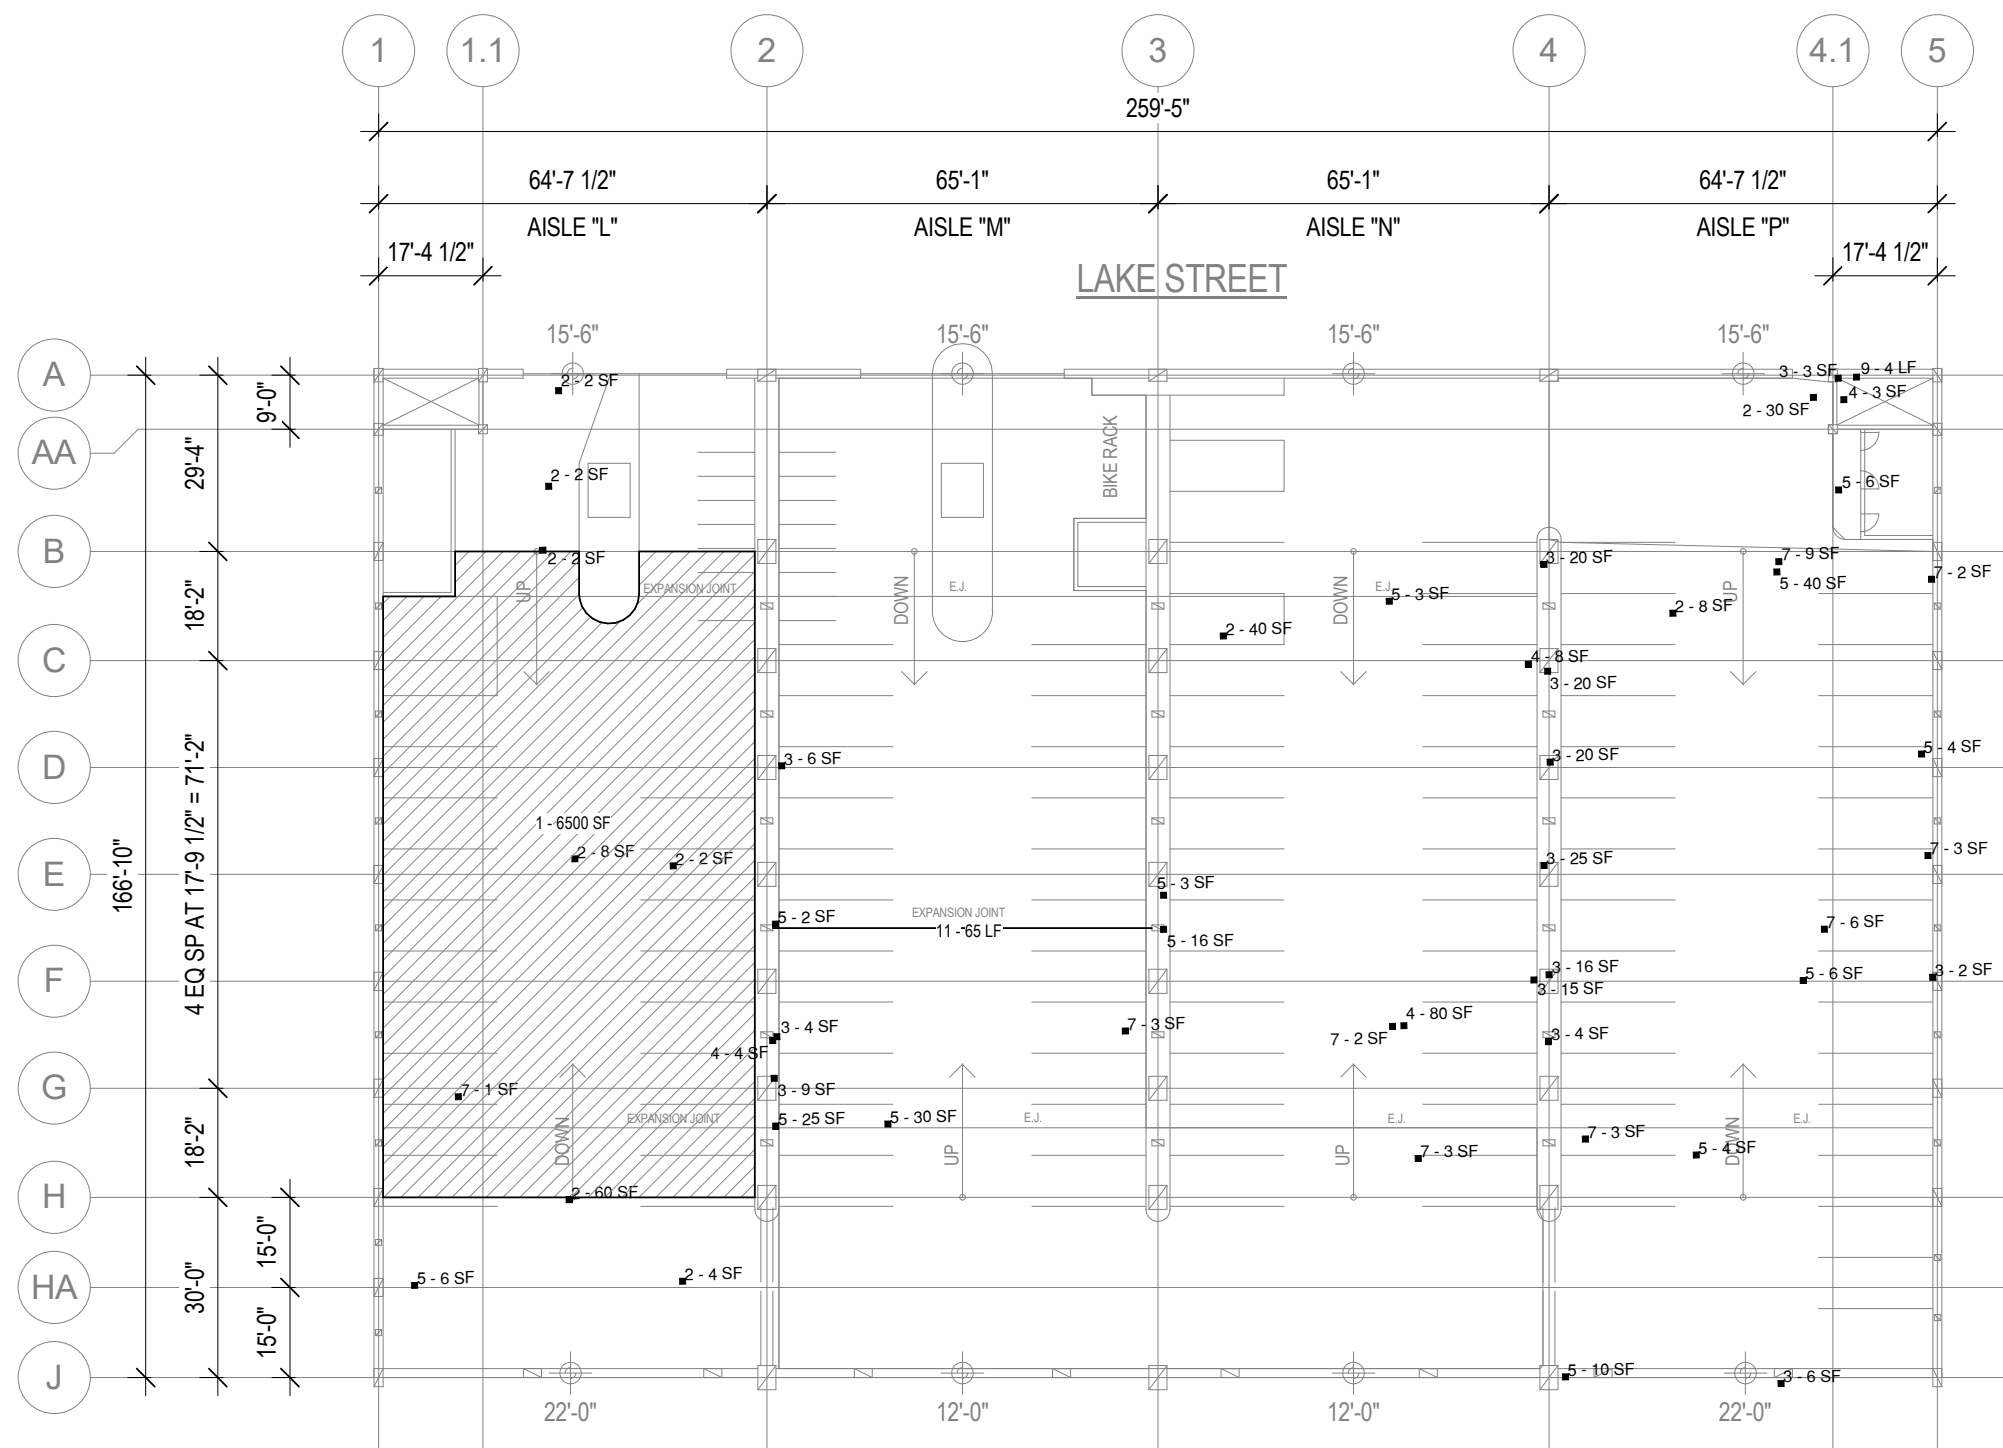 1 1.1 2 3 4 4.1 5
259'-5"
64'-7 1/2" 65'-1" 65'-1" 64'-7 1/2"
AISLE "L" AISLE "M" AISLE "N" AISLE "P"
17'-4 1/2" 17'-4 1/2"
LAKE STREET
15'-6" 15'-6" 15'-6" 15'-6"
A
AA
B
C
D
E
F
G
H
HA
J
9'-0"
29'-4"
18'-2"
4 EQ SP AT 17'-9 1/2" = 71'-2"
166'-10"
18'-2"
30'-0"
15'-0"
15'-0"
2 - 2 SF
3 - 3 SF
9 - 4 LF
4 - 3 SF
2 - 30 SF
BIKE RACK
2 - 2 SF
5 - 6 SF
2 - 2 SF
3 - 20 SF
7 - 9 SF
5 - 40 SF
7 - 2 SF
UP
EXPANSION JOINT
DOWN
E.J.
DOWN
E.J.
5 - 3 SF
UP
2 - 8 SF
2 - 40 SF
4 - 8 SF
3 - 20 SF
5 - 4 SF
3 - 6 SF
3 - 20 SF
1 - 6500 SF
2 - 8 SF
2 - 2 SF
3 - 25 SF
7 - 3 SF
5 - 3 SF
5 - 2 SF
EXPANSION JOINT
11 - 65 LF
5 - 16 SF
7 - 6 SF
3 - 16 SF
3 - 15 SF
5 - 6 SF
3 - 2 SF
3 - 4 SF
4 - 4 SF
7 - 3 SF
7 - 2 SF
4 - 80 SF
3 - 4 SF
7 - 1 SF
3 - 9 SF
EXPANSION JOINT
5 - 25 SF
5 - 30 SF
E.J.
E.J.
E.J.
DOWN
UP
UP
DOWN
7 - 3 SF
7 - 3 SF
5 - 4 SF
2 - 60 SF
5 - 6 SF
2 - 4 SF
5 - 10 SF
3 - 6 SF
22'-0" 12'-0" 12'-0" 22'-0"